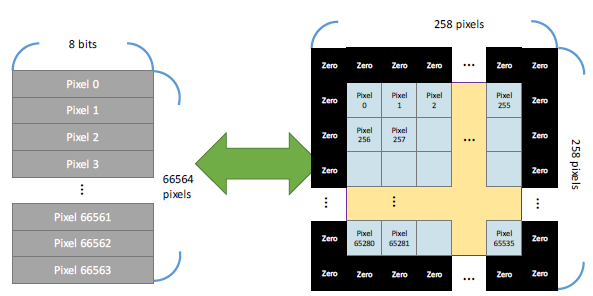 8 bits
Pixel 0
Pixel 1
Pixel 2
Pixel 3
⋮
Pixel 66561
Pixel 66562
Pixel 66563
66564
pixels
258 pixels
Zero Zero Zero Zero ... Zero Zero
Zero Pixel 0 Pixel 1 Pixel 2 Pixel 255 Zero
Zero Pixel 256 Pixel 257 ... Zero
Zero Zero
⋮ ⋮ ⋮
Zero Pixel 65280 Pixel 65281 Pixel 65535 Zero
Zero Zero Zero Zero ... Zero Zero
258 pixels